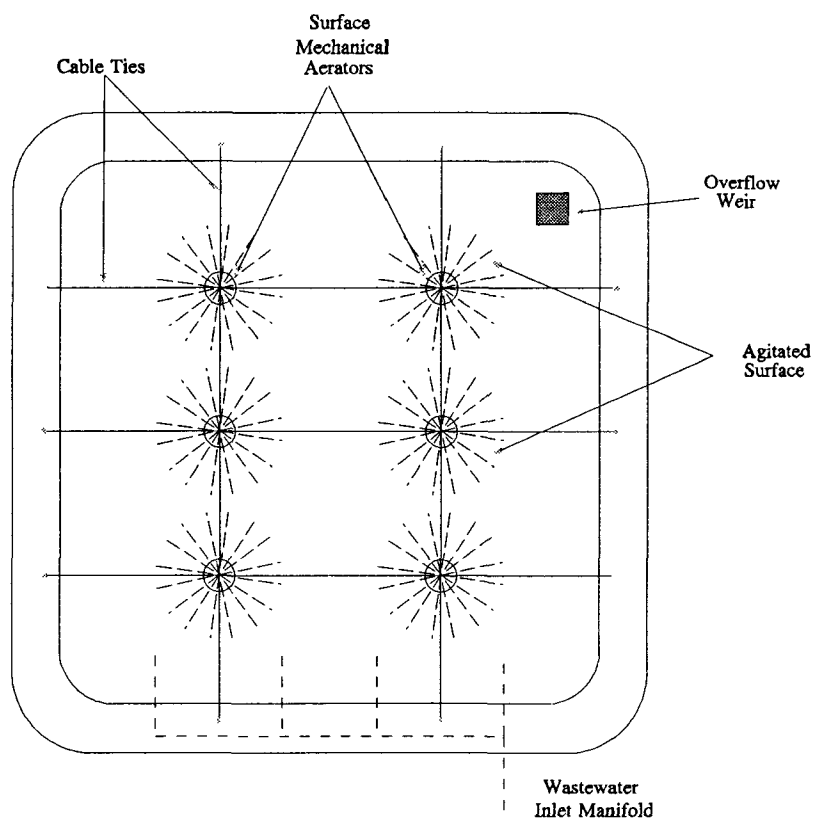 Surface
Mechanical
Aerators
Cable Ties
Overflow
Weir
Agitated
Surface
Wastewater
Inlet Manifold